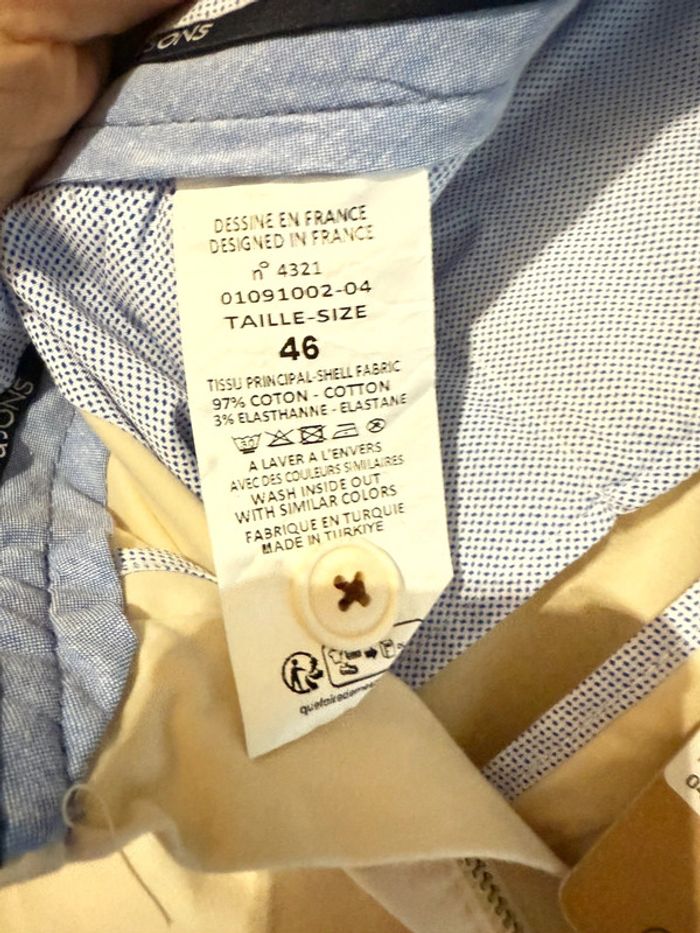 DESSINE EN FRANCE
DESIGNED IN FRANCE
n° 4321
01091002-04
TAILLE-SIZE
46
TISSU PRINCIPAL-SHELL FABRIC
97% COTON - COTTON
3% ELASTHANNE - ELASTANE
A LAVER A L'ENVERS
AVEC DES COULEURS SIMILAIRES
WASH INSIDE OUT
WITH SIMILAR COLORS
FABRIQUE EN TURQUIE
MADE IN TURKIYE